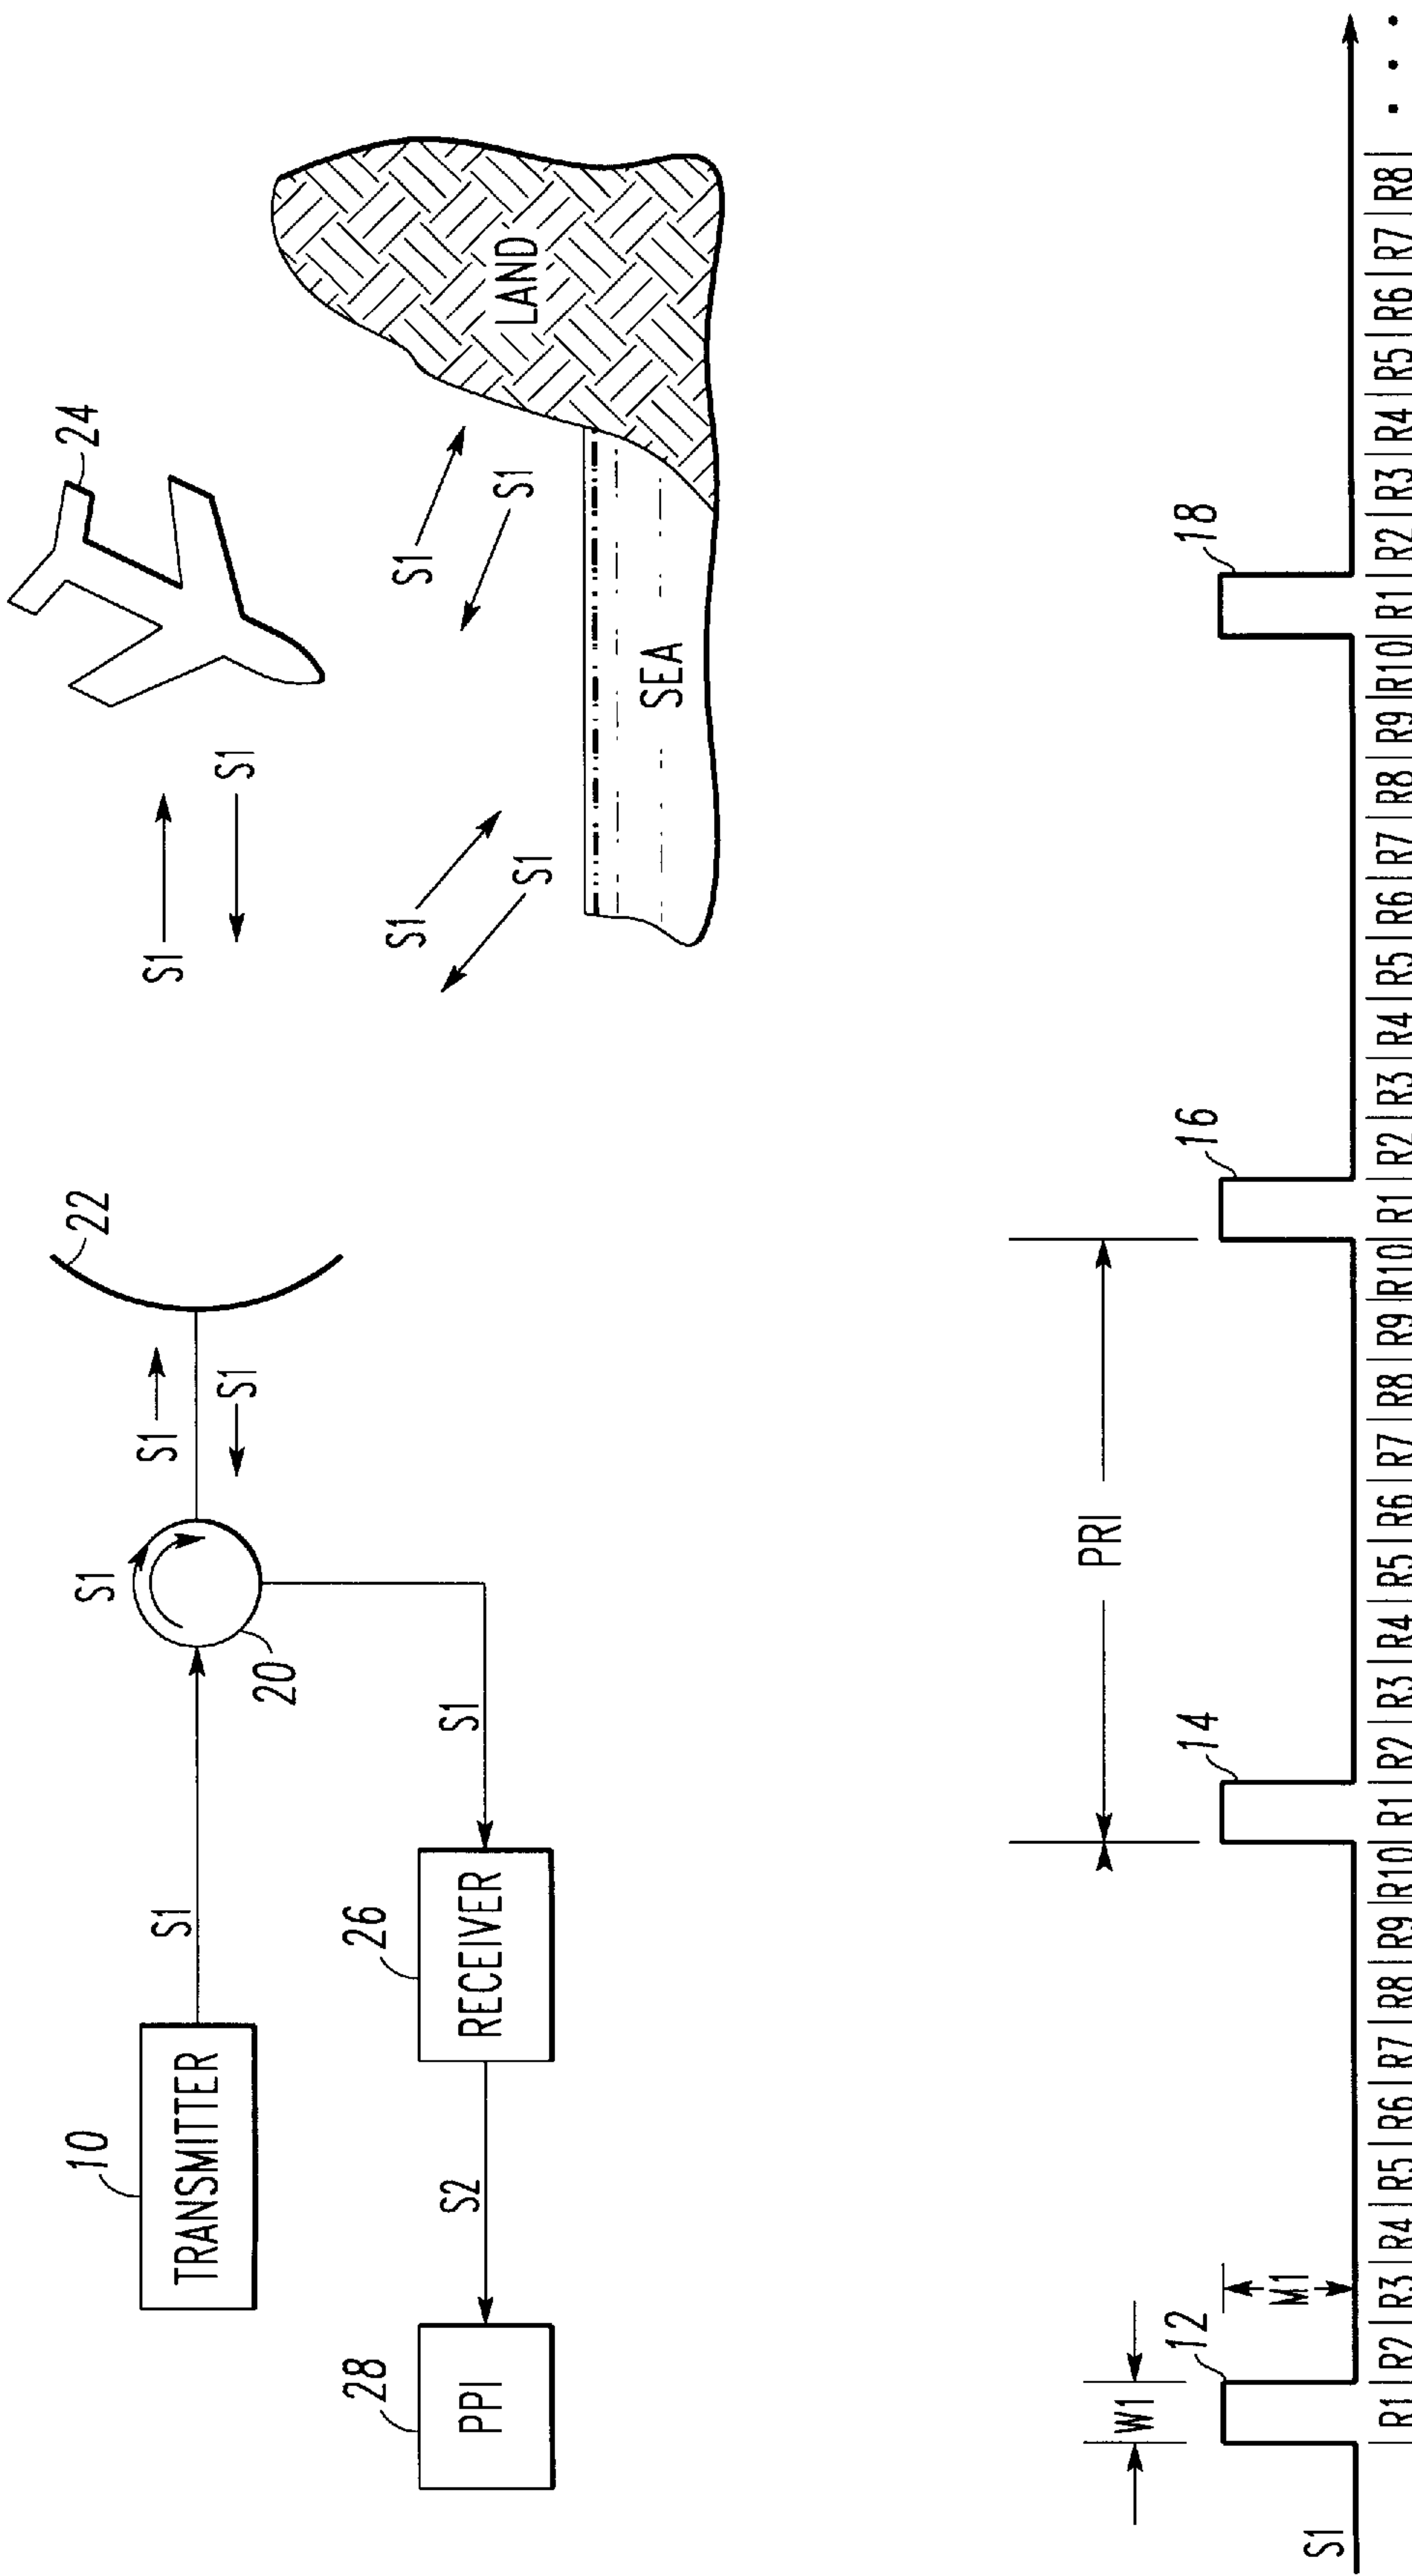 22
24
10
S1
S1
S1
S1
S1
S1
TRANSMITTER
20
S1
S1
S1
S1
S1
28
26
S1
S2
LAND
PPI
RECEIVER
SEA
PRI
W1
12
14
16
18
M1
S1
R1 R2 R3 R4 R5 R6 R7 R8 R9 R10 R1 R2 R3 R4 R5 R6 R7 R8 R9 R10 R1 R2 R3 R4 R5 R6 R7 R8 R9 R10 R1 R2 R3 R4 R5 R6 R7 R8 . . .